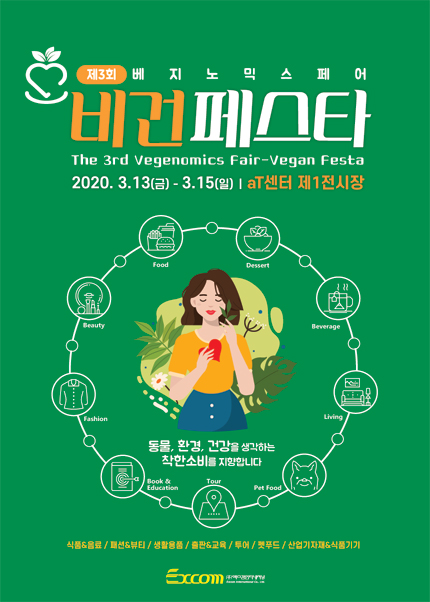 제3회 베지노믹스페어
비건페스타
The 3rd Vegenomics Fair-Vegan Festa
2020. 3.13(금) - 3.15(일) | aT센터 제1전시장
Food
Dessert
Beauty
Beverage
Fashion
Living
동물, 환경, 건강을 생각하는
착한소비를 지향합니다
Book &
Education
Tour
Pet Food
식품&음료 / 패션&뷰티 / 생활용품 / 출판&교육 / 투어 / 펫푸드 / 산업기자재&식품기기
Excom